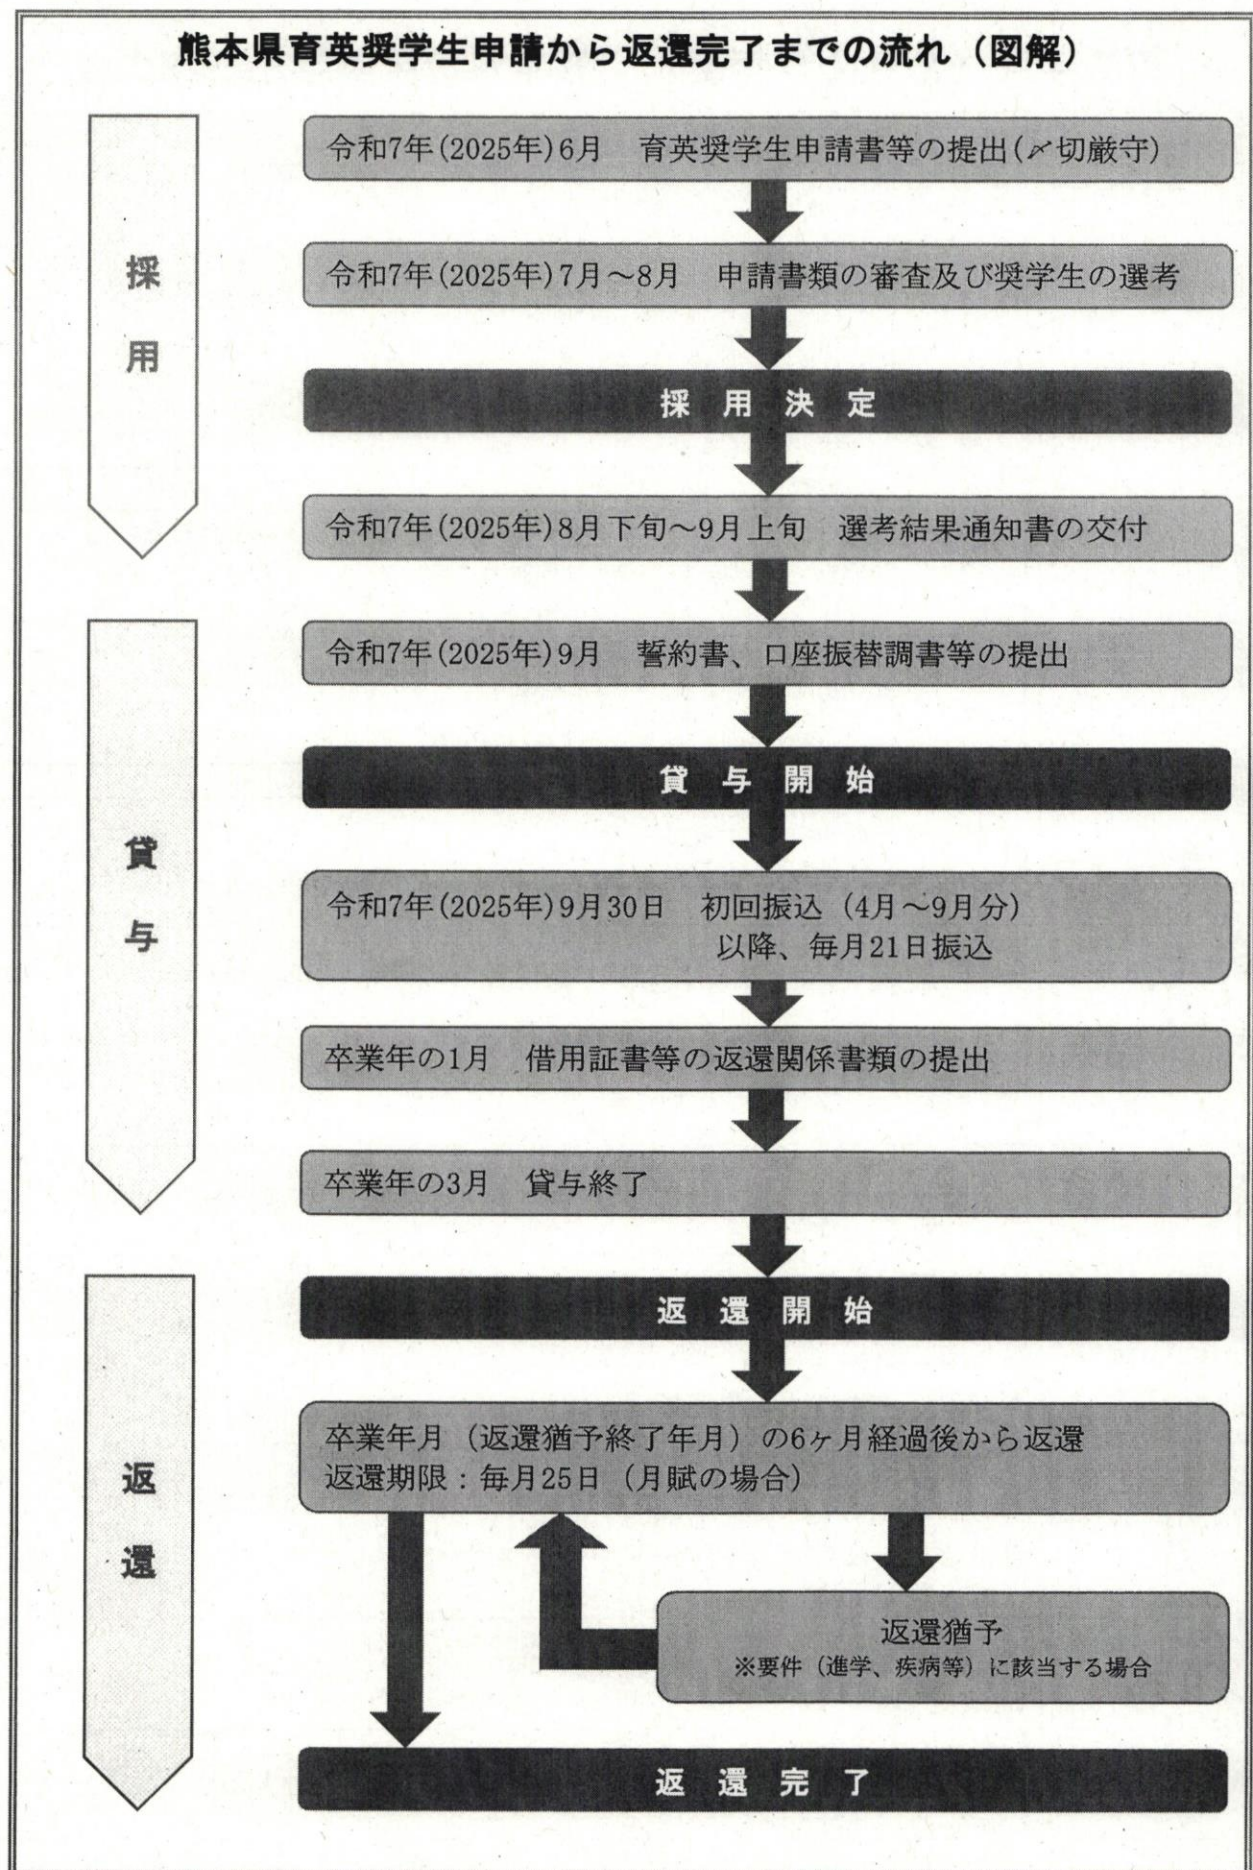 熊本県育英奨学生申請から返還完了までの流れ（図解）
採用
令和7年(2025年)6月　育英奨学生申請書等の提出(〆切厳守)
令和7年(2025年)7月～8月　申請書類の審査及び奨学生の選考
採用決定
令和7年(2025年)8月下旬～9月上旬　選考結果通知書の交付
貸与
令和7年(2025年)9月　誓約書、口座振替調書等の提出
貸与開始
令和7年(2025年)9月30日　初回振込（4月～9月分）
以降、毎月21日振込
卒業年の1月　借用証書等の返還関係書類の提出
卒業年の3月　貸与終了
返還
返還開始
卒業年月（返還猶予終了年月）の6ヶ月経過後から返還
返還期限：毎月25日（月賦の場合）
返還猶予
※要件（進学、疾病等）に該当する場合
返還完了